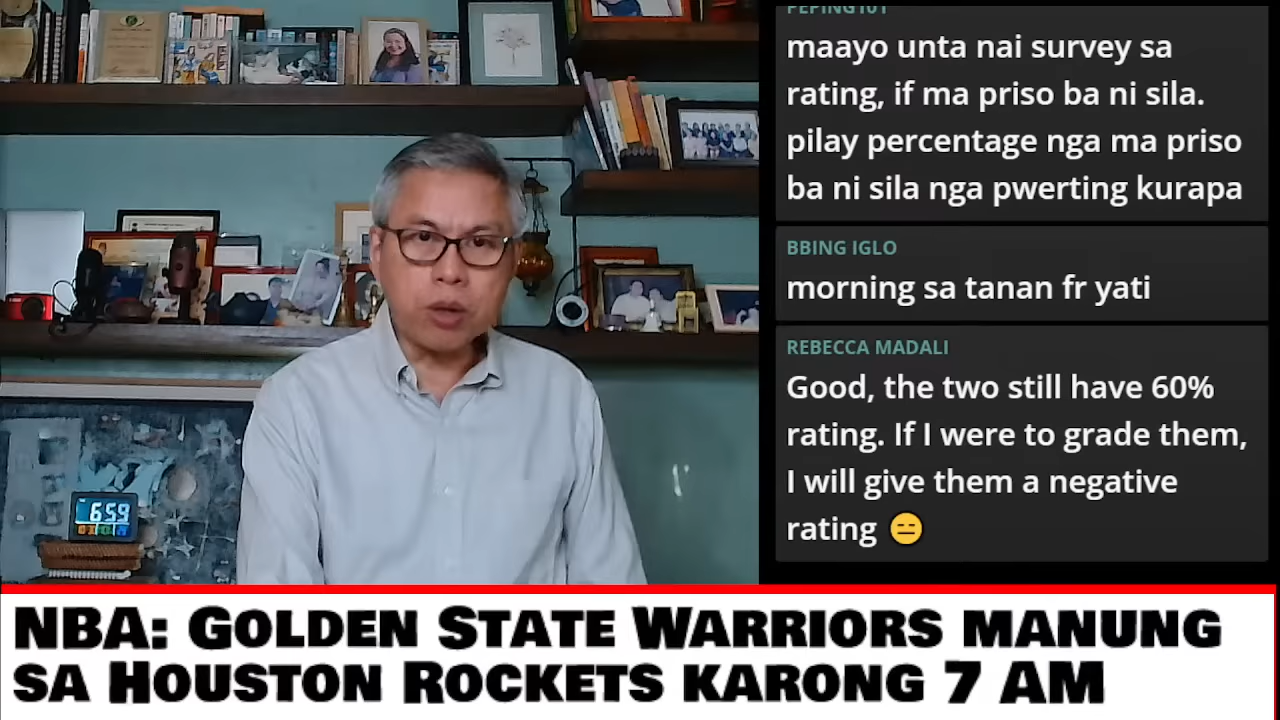 PEPING101
maayo unta nai survey sa
rating, if ma priso ba ni sila.
pilay percentage nga ma priso
ba ni sila nga pwerting kurapa
BBING IGLO
morning sa tanan fr yati
REBECCA MADALI
Good, the two still have 60%
rating. If I were to grade them,
I will give them a negative
rating 😑
6:59
NBA: GOLDEN STATE WARRIORS MANUNG
SA HOUSTON ROCKETS KARONG 7 AM